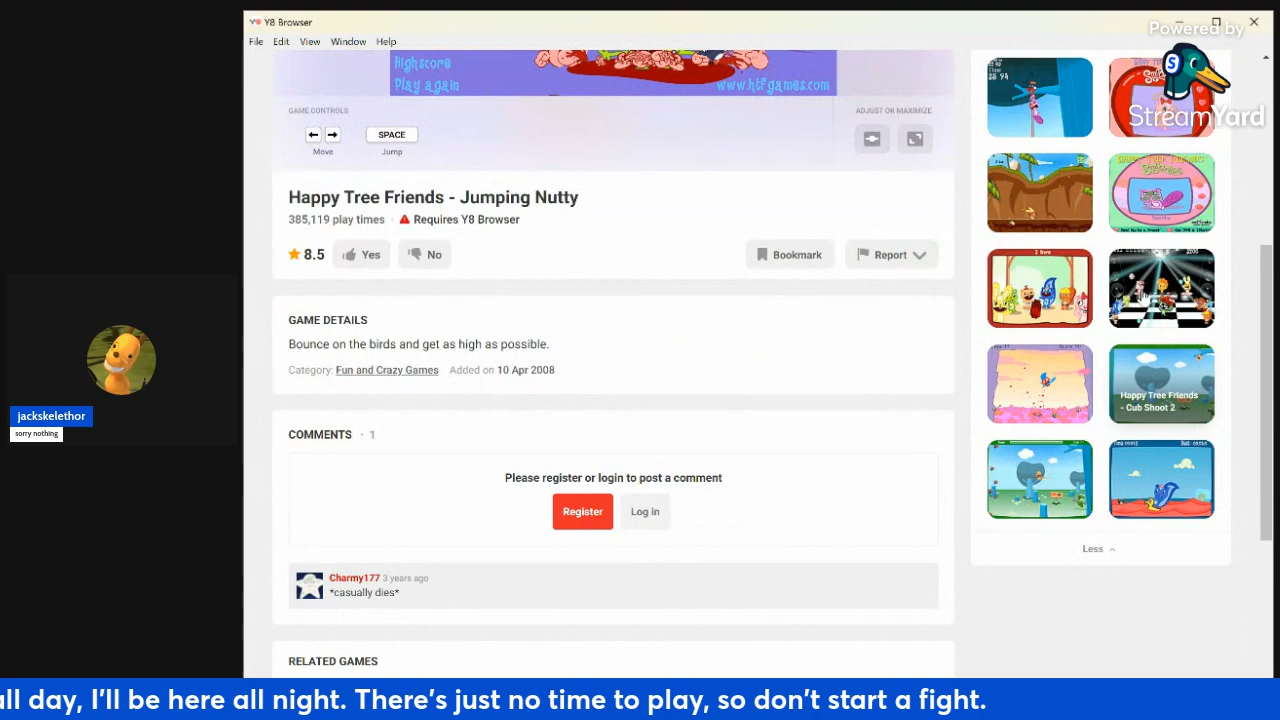 Y8 Browser
File Edit View Window Help
Powered by
StreamYard
Highscore
Play again
www.htfgames.com
GAME CONTROLS
ADJUST OR MAXIMIZE
SPACE
Move
Jump
Happy Tree Friends - Jumping Nutty
385,119 play times · Requires Y8 Browser
8.5 Yes No Bookmark Report
GAME DETAILS
Bounce on the birds and get as high as possible.
Category: Fun and Crazy Games Added on 10 Apr 2008
COMMENTS · 1
Please register or login to post a comment
Register Log in
Charmy177 3 years ago
*casually dies*
RELATED GAMES
Happy Tree Friends
- Cub Shoot 2
Less
jackskelethor
sorry nothing
all day, I'll be here all night. There's just no time to play, so don't start a fight.